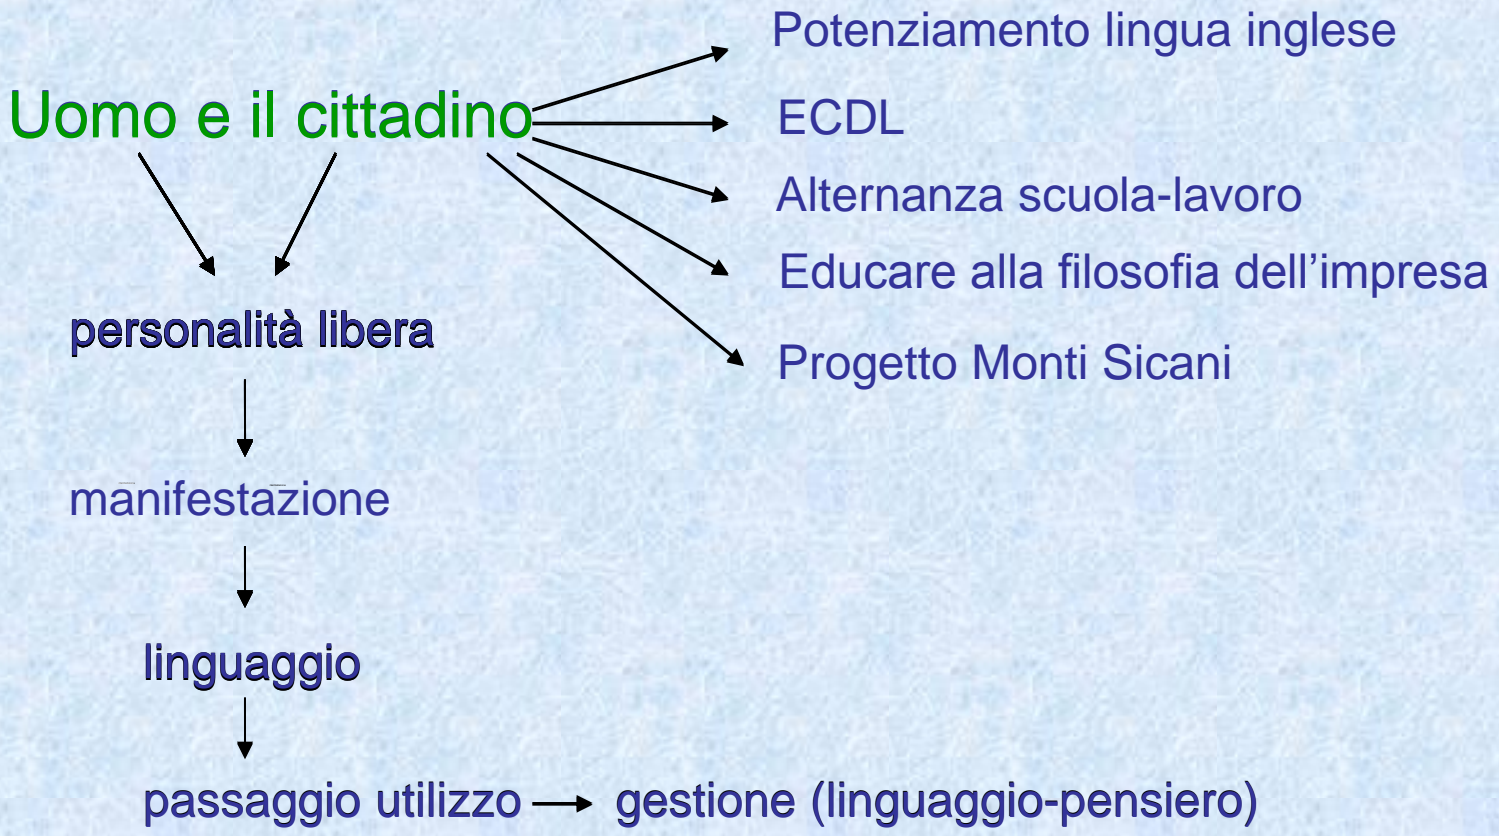 Potenziamento lingua inglese
Uomo e il cittadino
ECDL
Alternanza scuola-lavoro
Educare alla filosofia dell’impresa
personalità libera
Progetto Monti Sicani
manifestazione
linguaggio
passaggio utilizzo
gestione (linguaggio-pensiero)